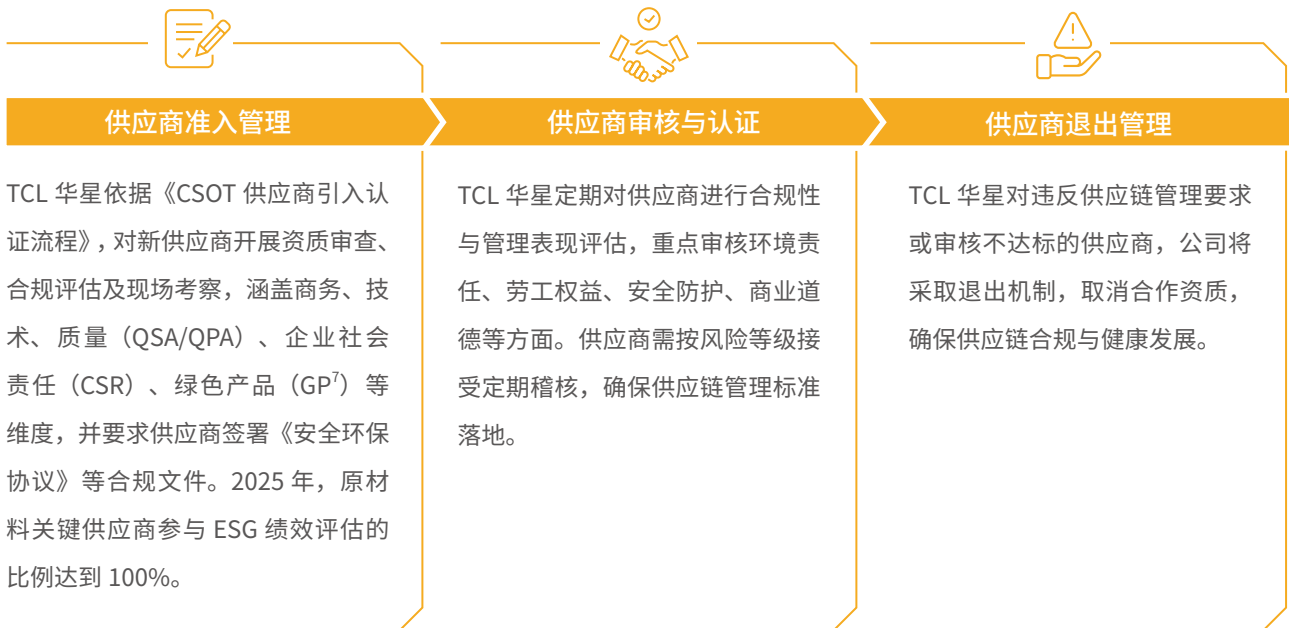 供应商准入管理
TCL 华星依据《CSOT 供应商引入认
证流程》，对新供应商开展资质审查、
合规评估及现场考察，涵盖商务、技
术、质量（QSA/QPA）、企业社会
责任（CSR）、绿色产品（GP7）等
维度，并要求供应商签署《安全环保
协议》等合规文件。2025 年，原材
料关键供应商参与 ESG 绩效评估的
比例达到 100%。
供应商审核与认证
TCL 华星定期对供应商进行合规性
与管理表现评估，重点审核环境责
任、劳工权益、安全防护、商业道
德等方面。供应商需按风险等级接
受定期稽核，确保供应链管理标准
落地。
供应商退出管理
TCL 华星对违反供应链管理要求
或审核不达标的供应商，公司将
采取退出机制，取消合作资质，
确保供应链合规与健康发展。